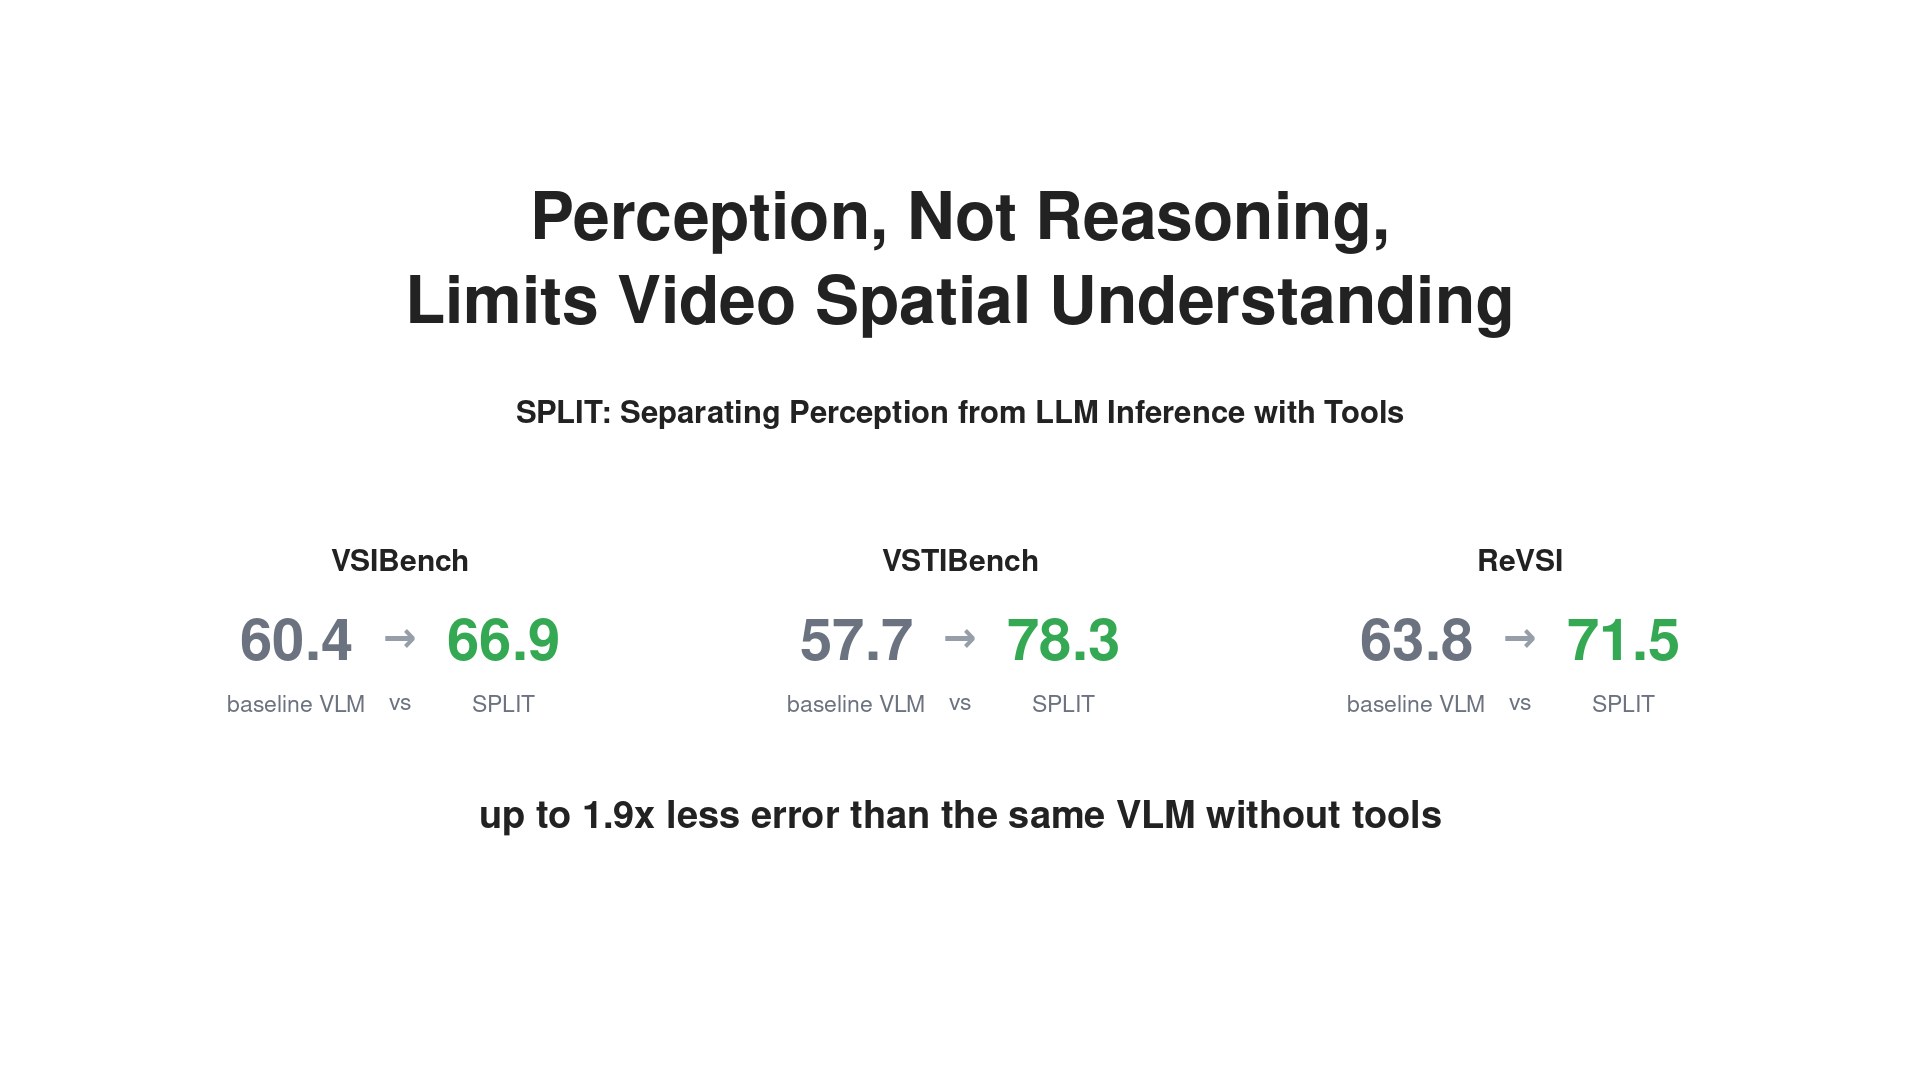 Perception, Not Reasoning,
Limits Video Spatial Understanding
SPLIT: Separating Perception from LLM Inference with Tools
VSIBench
60.4 → 66.9
baseline VLM vs SPLIT
VSTIBench
57.7 → 78.3
baseline VLM vs SPLIT
ReVSI
63.8 → 71.5
baseline VLM vs SPLIT
up to 1.9x less error than the same VLM without tools